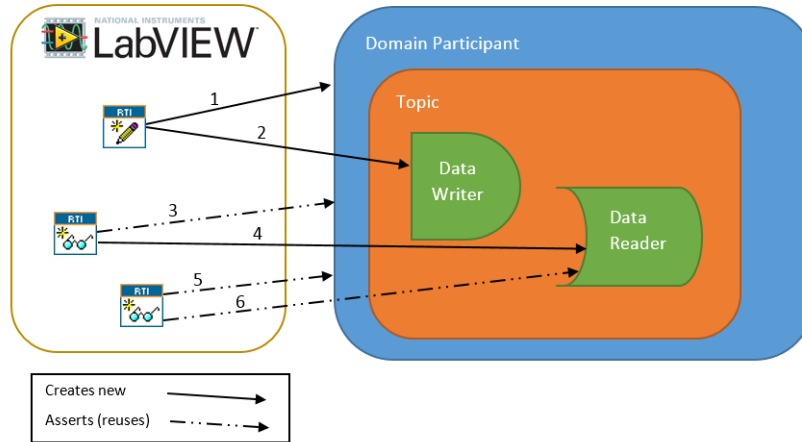 NATIONAL INSTRUMENTS
LabVIEW
Domain Participant
Topic
RTI
1
2
Data
Writer
3
RTI
4
Data
Reader
5
RTI
6
Creates new
Asserts (reuses)